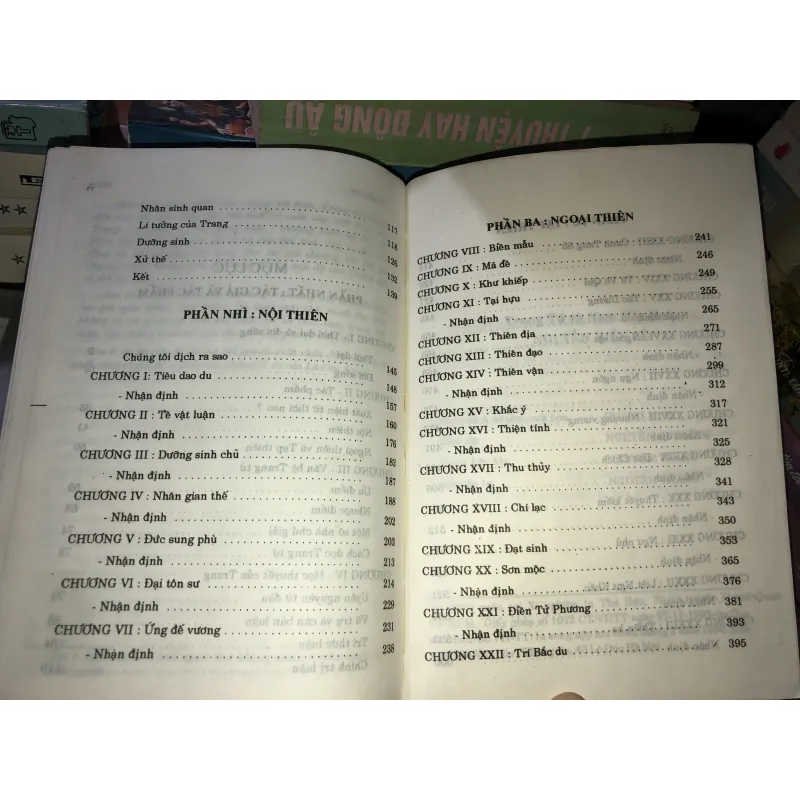 TRUYỆN HAY ĐÔNG ÂU
Nhân sinh quan 117
Lí tưởng của Trang 118
Dưỡng sinh 126
Xử thế 132
Kết 139
PHẦN NHÌ : NỘI THIÊN
Chúng tôi dịch ra sao 145
CHƯƠNG I: Tiêu dao du 148
- Nhận định 157
CHƯƠNG II : Tề vật luận 160
- Nhận định 176
CHƯƠNG III : Dưỡng sinh chủ 182
- Nhận định 187
CHƯƠNG IV : Nhân gian thế 188
- Nhận định 202
CHƯƠNG V : Đức sung phù 203
- Nhận định 213
CHƯƠNG VI : Đại tôn sư 214
- Nhận định 229
CHƯƠNG VII : Ứng đế vương 231
- Nhận định 238
PHẦN BA : NGOẠI THIÊN
CHƯƠNG VIII : Biền mẫu 241
CHƯƠNG IX : Mã đề 246
CHƯƠNG X : Khư khiếp 249
CHƯƠNG XI : Tại hựu 255
- Nhận định 265
CHƯƠNG XII : Thiên địa 271
CHƯƠNG XIII : Thiên đạo 287
CHƯƠNG XIV : Thiên vận 299
- Nhận định 312
CHƯƠNG XV : Khắc ý 317
CHƯƠNG XVI : Thiện tính 321
- Nhận định 325
CHƯƠNG XVII : Thu thủy 328
- Nhận định 341
CHƯƠNG XVIII : Chí lạc 343
- Nhận định 350
CHƯƠNG XIX : Đạt sinh 353
CHƯƠNG XX : Sơn mộc 365
- Nhận định 376
CHƯƠNG XXI : Điền Tử Phương 381
- Nhận định 393
CHƯƠNG XXII : Trí Bắc du 395